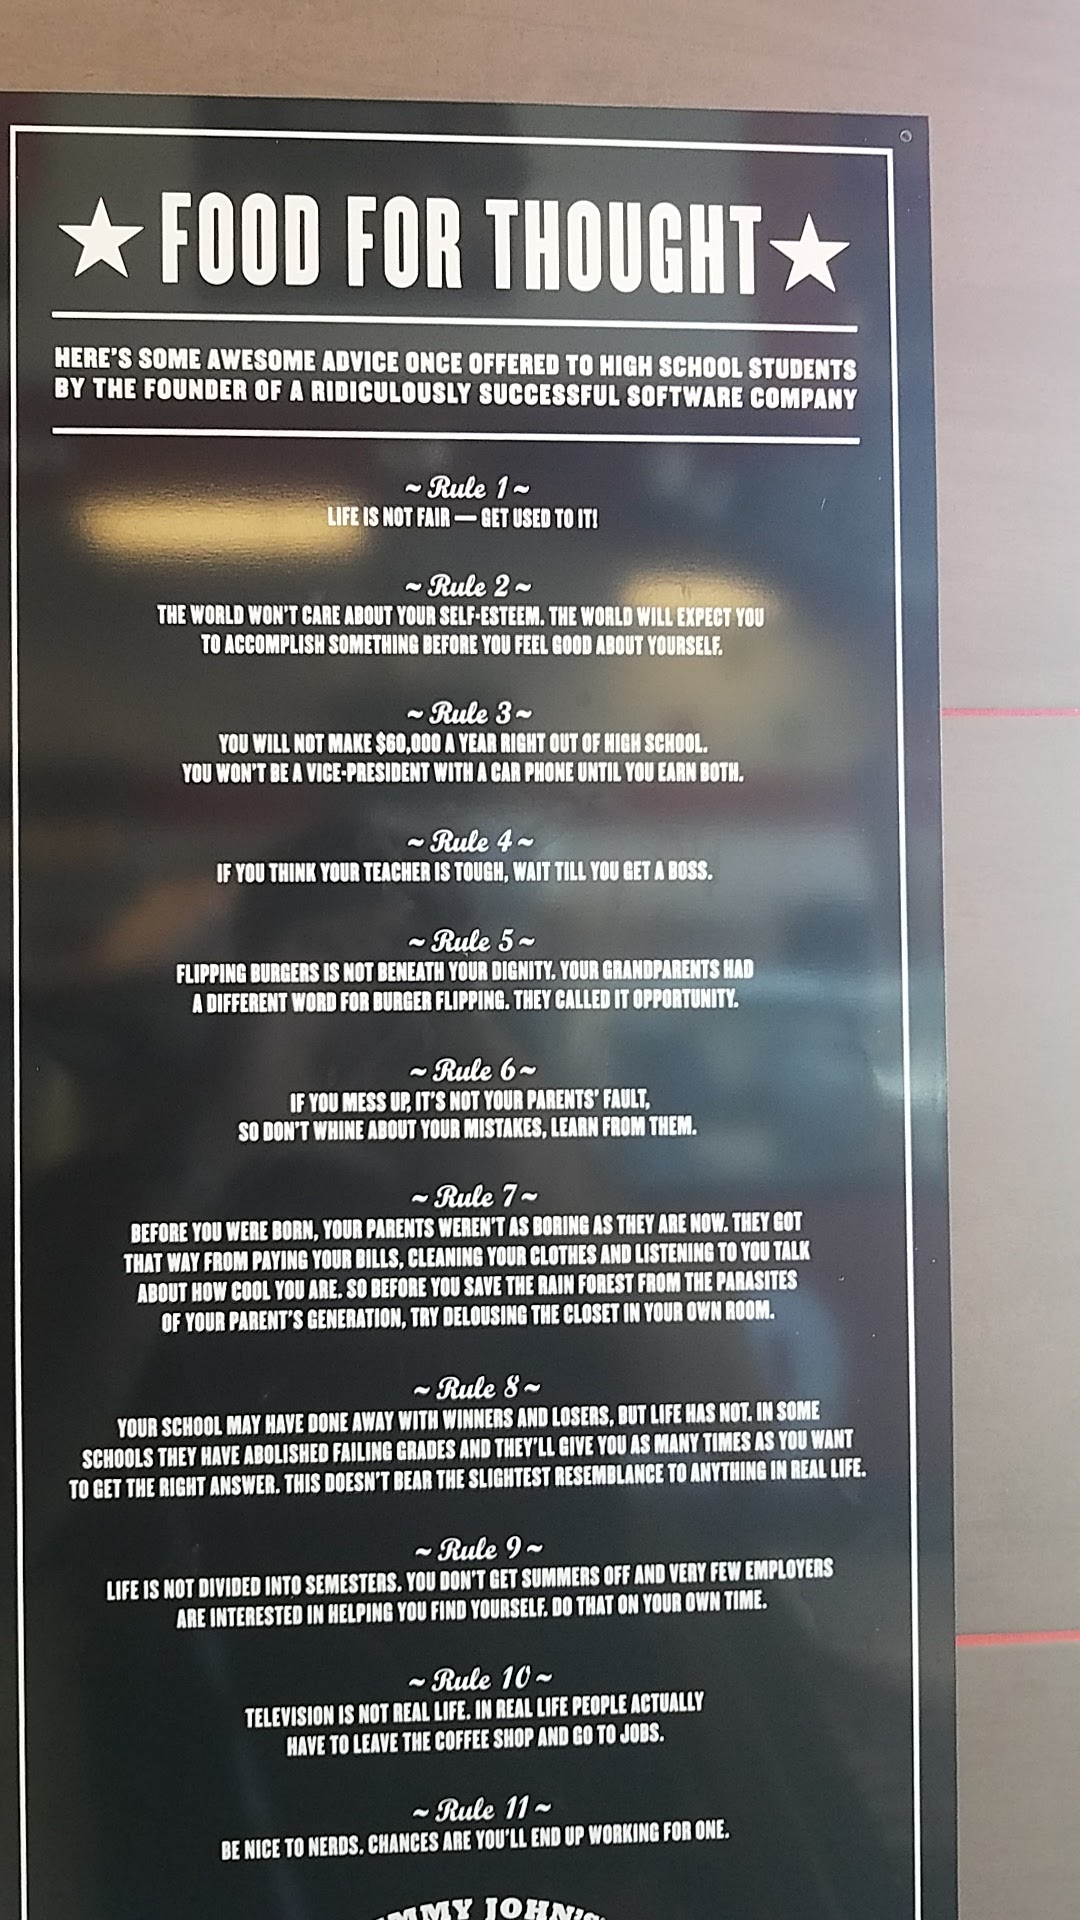 ★ FOOD FOR THOUGHT ★
HERE'S SOME AWESOME ADVICE ONCE OFFERED TO HIGH SCHOOL STUDENTS
BY THE FOUNDER OF A RIDICULOUSLY SUCCESSFUL SOFTWARE COMPANY
~ Rule 1 ~
LIFE IS NOT FAIR — GET USED TO IT!
~ Rule 2 ~
THE WORLD WON'T CARE ABOUT YOUR SELF-ESTEEM. THE WORLD WILL EXPECT YOU
TO ACCOMPLISH SOMETHING BEFORE YOU FEEL GOOD ABOUT YOURSELF.
~ Rule 3 ~
YOU WILL NOT MAKE $60,000 A YEAR RIGHT OUT OF HIGH SCHOOL.
YOU WON'T BE A VICE-PRESIDENT WITH A CAR PHONE UNTIL YOU EARN BOTH.
~ Rule 4 ~
IF YOU THINK YOUR TEACHER IS TOUGH, WAIT TILL YOU GET A BOSS.
~ Rule 5 ~
FLIPPING BURGERS IS NOT BENEATH YOUR DIGNITY. YOUR GRANDPARENTS HAD
A DIFFERENT WORD FOR BURGER FLIPPING. THEY CALLED IT OPPORTUNITY.
~ Rule 6 ~
IF YOU MESS UP, IT'S NOT YOUR PARENTS' FAULT,
SO DON'T WHINE ABOUT YOUR MISTAKES, LEARN FROM THEM.
~ Rule 7 ~
BEFORE YOU WERE BORN, YOUR PARENTS WEREN'T AS BORING AS THEY ARE NOW. THEY GOT
THAT WAY FROM PAYING YOUR BILLS, CLEANING YOUR CLOTHES AND LISTENING TO YOU TALK
ABOUT HOW COOL YOU ARE. SO BEFORE YOU SAVE THE RAIN FOREST FROM THE PARASITES
OF YOUR PARENT'S GENERATION, TRY DELOUSING THE CLOSET IN YOUR OWN ROOM.
~ Rule 8 ~
YOUR SCHOOL MAY HAVE DONE AWAY WITH WINNERS AND LOSERS, BUT LIFE HAS NOT. IN SOME
SCHOOLS THEY HAVE ABOLISHED FAILING GRADES AND THEY'LL GIVE YOU AS MANY TIMES AS YOU WANT
TO GET THE RIGHT ANSWER. THIS DOESN'T BEAR THE SLIGHTEST RESEMBLANCE TO ANYTHING IN REAL LIFE.
~ Rule 9 ~
LIFE IS NOT DIVIDED INTO SEMESTERS. YOU DON'T GET SUMMERS OFF AND VERY FEW EMPLOYERS
ARE INTERESTED IN HELPING YOU FIND YOURSELF. DO THAT ON YOUR OWN TIME.
~ Rule 10 ~
TELEVISION IS NOT REAL LIFE. IN REAL LIFE PEOPLE ACTUALLY
HAVE TO LEAVE THE COFFEE SHOP AND GO TO JOBS.
~ Rule 11 ~
BE NICE TO NERDS. CHANCES ARE YOU'LL END UP WORKING FOR ONE.
JOHN'S